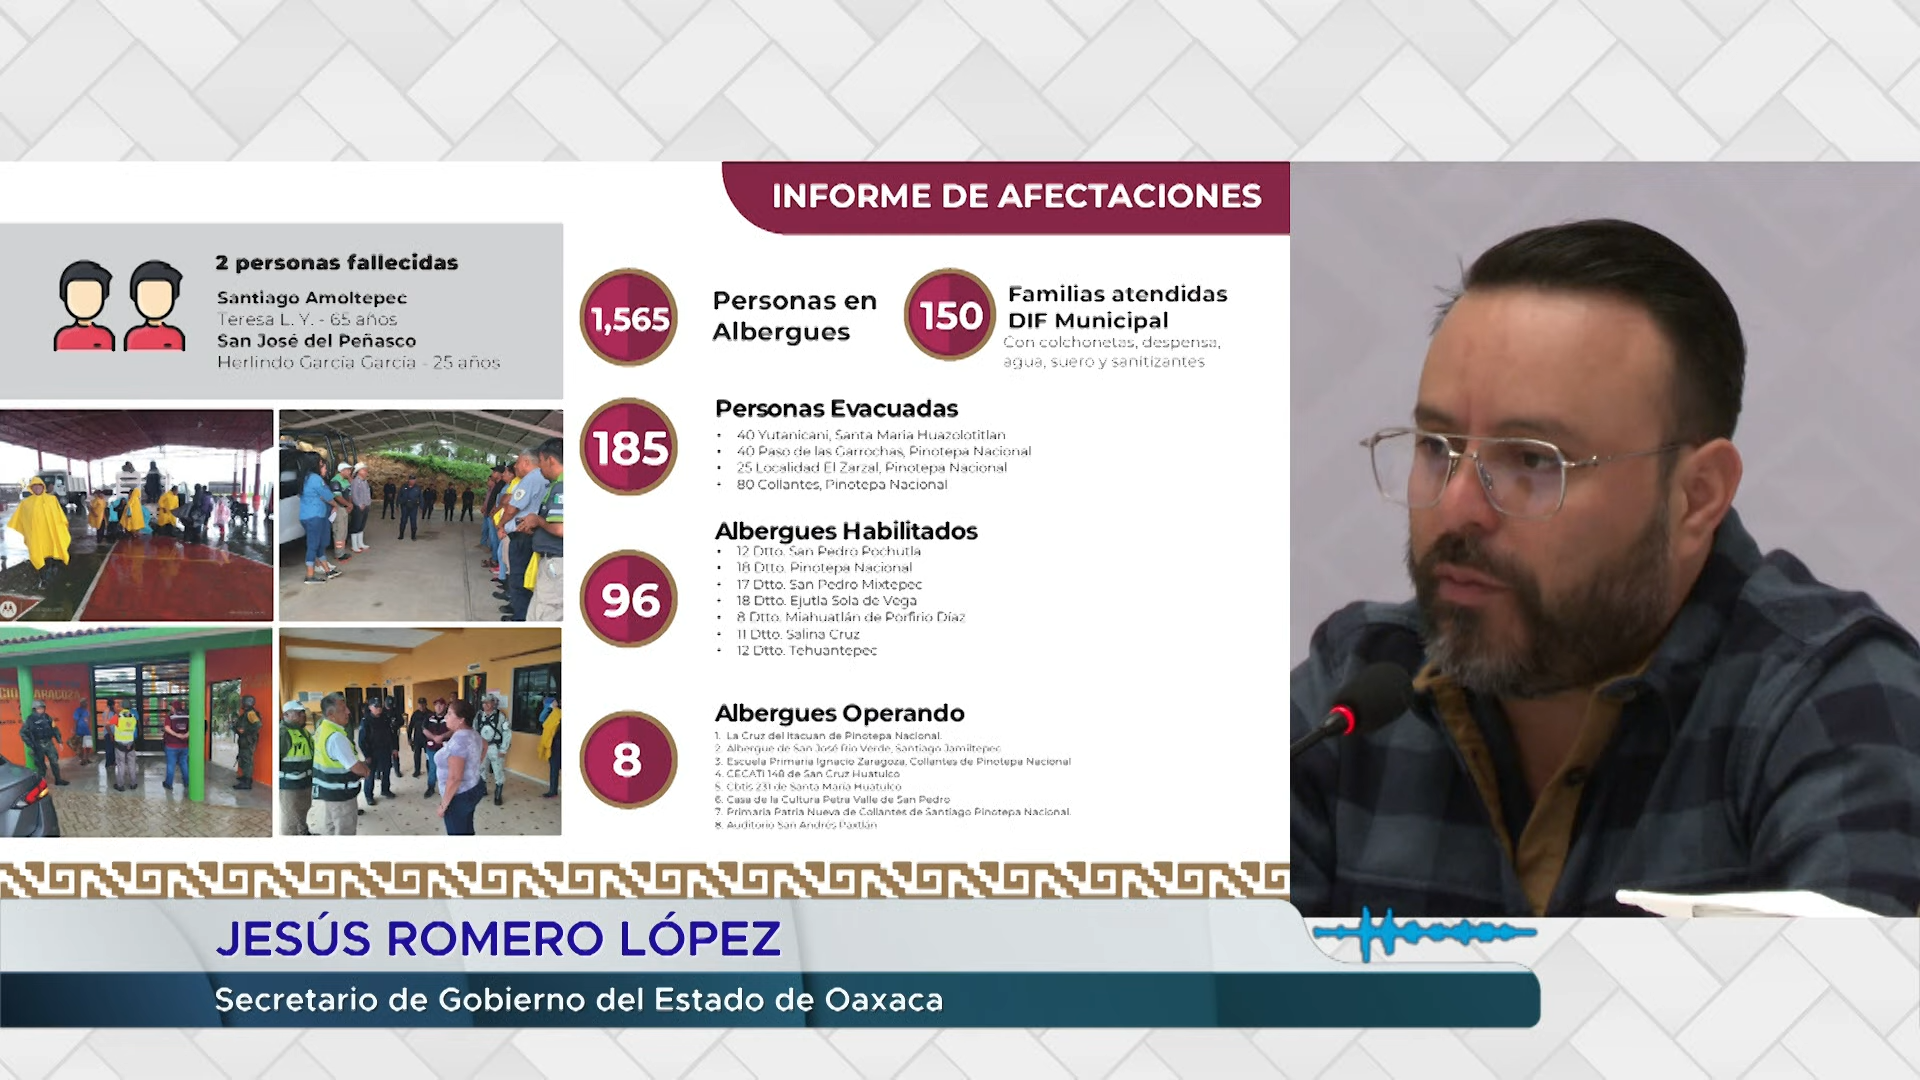 INFORME DE AFECTACIONES
2 personas fallecidas
Santiago Amoltepec
Teresa L. Y. - 65 años
San José del Peñasco
Herlindo García García - 25 años
1,565
Personas en
Albergues
150
Familias atendidas
DIF Municipal
Con colchonetas, despensa,
agua, suero y sanitizantes
185
Personas Evacuadas
• 40 Yutanicani, Santa María Huazolotitlan
• 40 Paso de las Garrochas, Pinotepa Nacional
• 25 Localidad El Zarzal, Pinotepa Nacional
• 80 Collantes, Pinotepa Nacional
96
Albergues Habilitados
• 12 Dtto. San Pedro Pochutla
• 18 Dtto. Pinotepa Nacional
• 17 Dtto. San Pedro Mixtepec
• 18 Dtto. Ejutla Sola de Vega
• 8 Dtto. Miahuatlán de Porfirio Díaz
• 11 Dtto. Salina Cruz
• 12 Dtto. Tehuantepec
8
Albergues Operando
1. La Cruz del Itacuan de Pinotepa Nacional.
2. Albergue de San José Río Verde, Santiago Jamiltepec
3. Escuela Primaria Ignacio Zaragoza, Collantes de Pinotepa Nacional
4. CECATI 148 de San Cruz Huatulco
5. Cbtis 231 de Santa María Huatulco
6. Casa de la Cultura Petra Valle de San Pedro
7. Primaria Patria Nueva de Collantes de Santiago Pinotepa Nacional.
8. Auditorio San Andrés Paxtlán
JESÚS ROMERO LÓPEZ
Secretario de Gobierno del Estado de Oaxaca